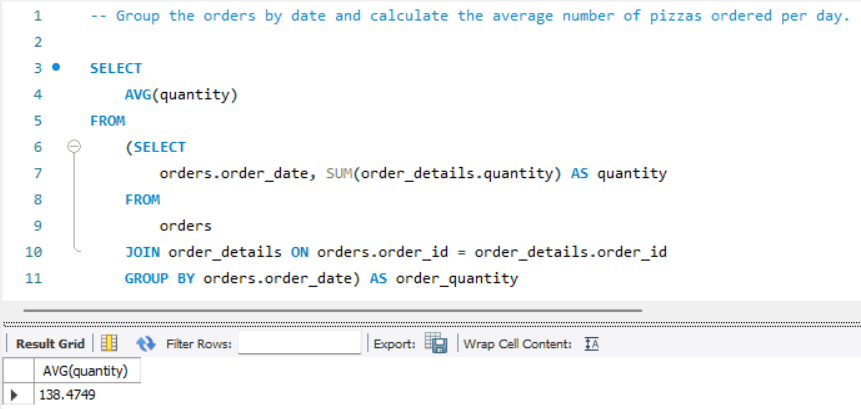 1 -- Group the orders by date and calculate the average number of pizzas ordered per day.
2
3 SELECT
4 AVG(quantity)
5 FROM
6 (SELECT
7 orders.order_date, SUM(order_details.quantity) AS quantity
8 FROM
9 orders
10 JOIN order_details ON orders.order_id = order_details.order_id
11 GROUP BY orders.order_date) AS order_quantity
Result Grid Filter Rows: Export: Wrap Cell Content: IA
AVG(quantity)
138.4749